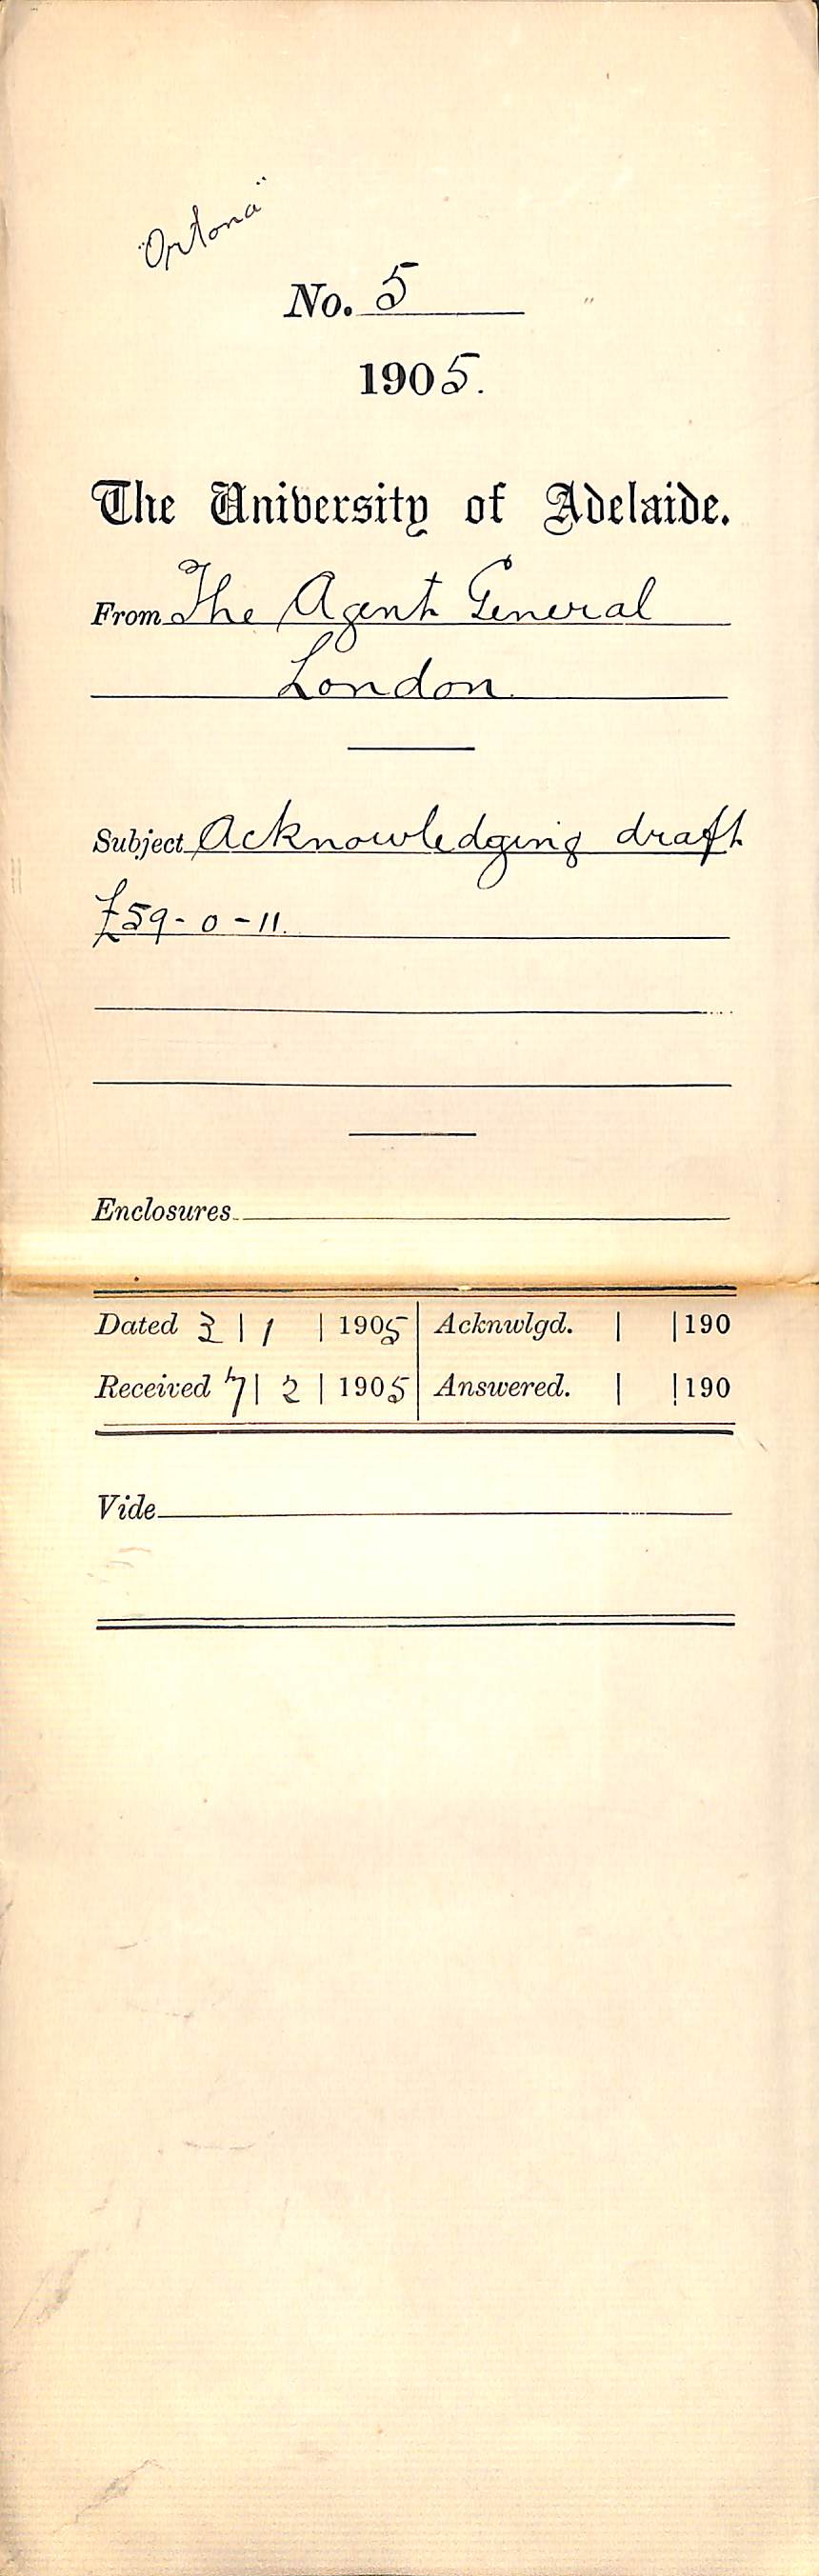 "Ortona"
No. 5
1905.
The University of Adelaide.
From The Agent General
London.
Subject Acknowledging draft
£59-0-11.
Enclosures
Dated 3 | 1 | 1905 | Acknwlgd. | | 190
Received 7 | 2 | 1905 | Answered. | | 190
Vide